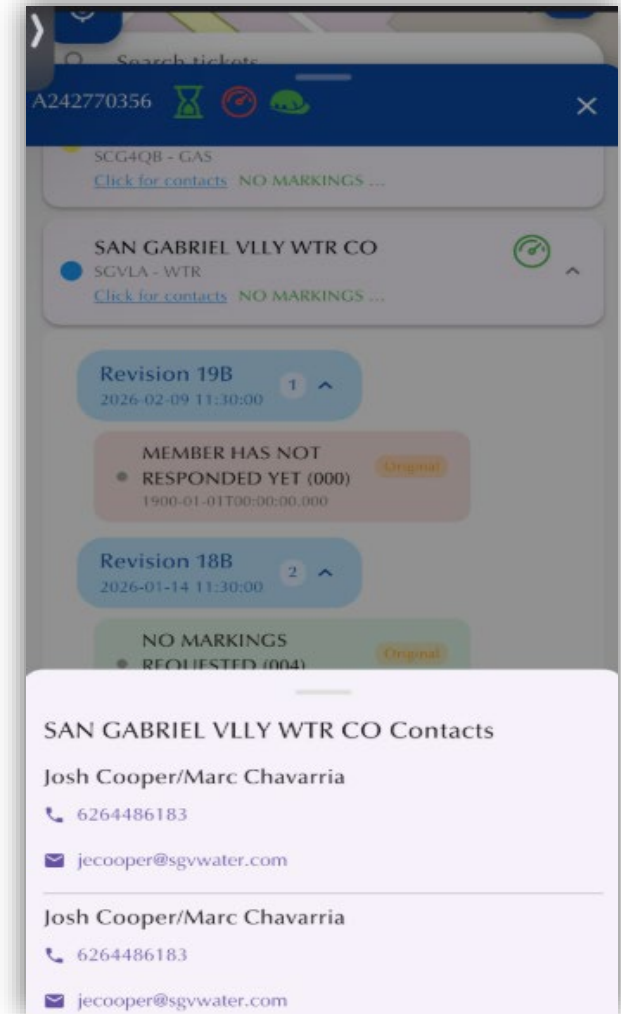 Search tickets
A242770356
SCG4QB - GAS
Click for contacts NO MARKINGS ...
SAN GABRIEL VLLY WTR CO
SGVLA - WTR
Click for contacts NO MARKINGS ...
Revision 19B
1
2026-02-09 11:30:00
MEMBER HAS NOT
RESPONDED YET (000)
Original
1900-01-01T00:00:00.000
Revision 18B
2
2026-01-14 11:30:00
NO MARKINGS
REQUESTED (004)
Original
SAN GABRIEL VLLY WTR CO Contacts
Josh Cooper/Marc Chavarria
6264486183
jecooper@sgvwater.com
Josh Cooper/Marc Chavarria
6264486183
jecooper@sgvwater.com